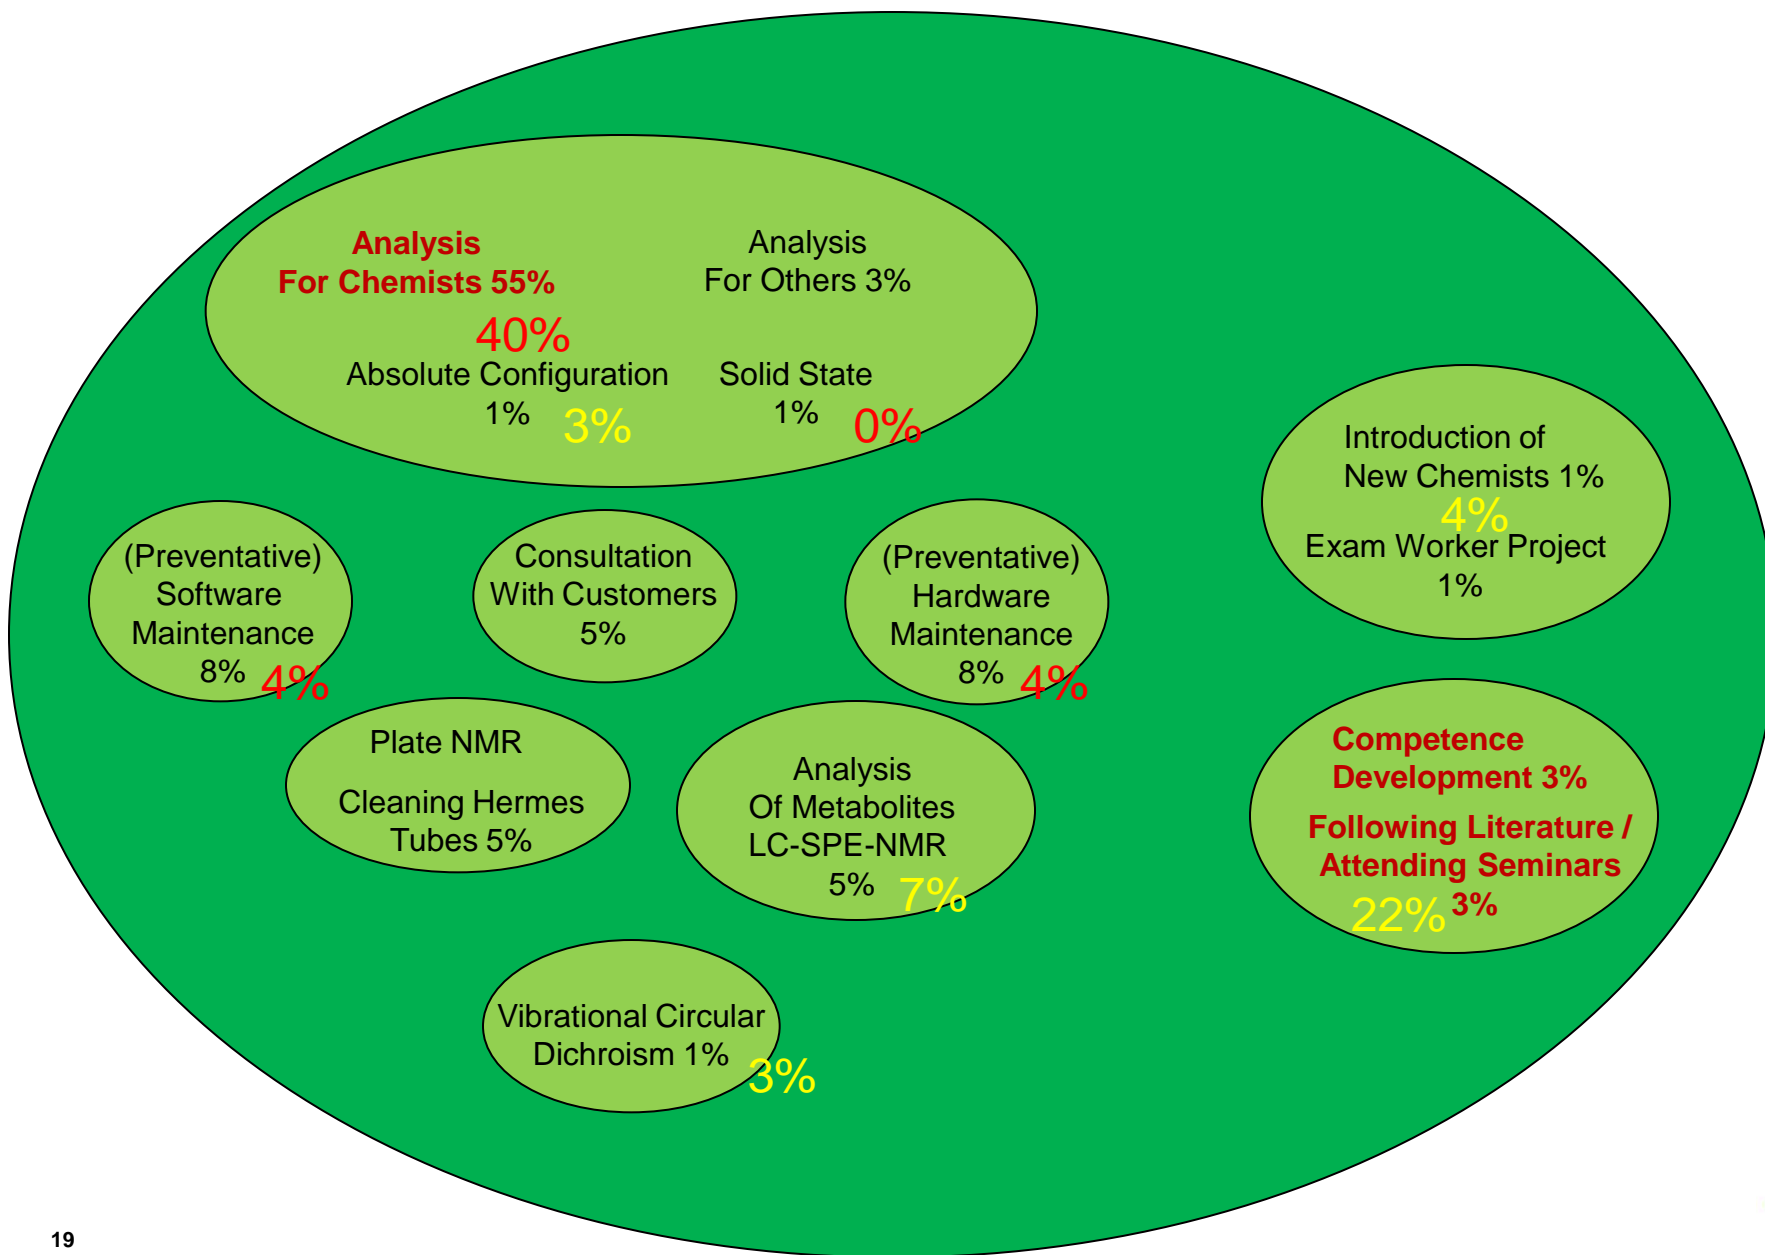 Analysis
For Chemists 55%
40%
Analysis
For Others 3%
Absolute Configuration
1%
3%
Solid State
1%
0%
Introduction of
New Chemists 1%
4%
Exam Worker Project
1%
(Preventative)
Software
Maintenance
8%
4%
Consultation
With Customers
5%
(Preventative)
Hardware
Maintenance
8%
4%
Plate NMR
Cleaning Hermes
Tubes 5%
Analysis
Of Metabolites
LC-SPE-NMR
5%
7%
Competence
Development 3%
Following Literature /
Attending Seminars
3%
22%
Vibrational Circular
Dichroism 1%
3%
19